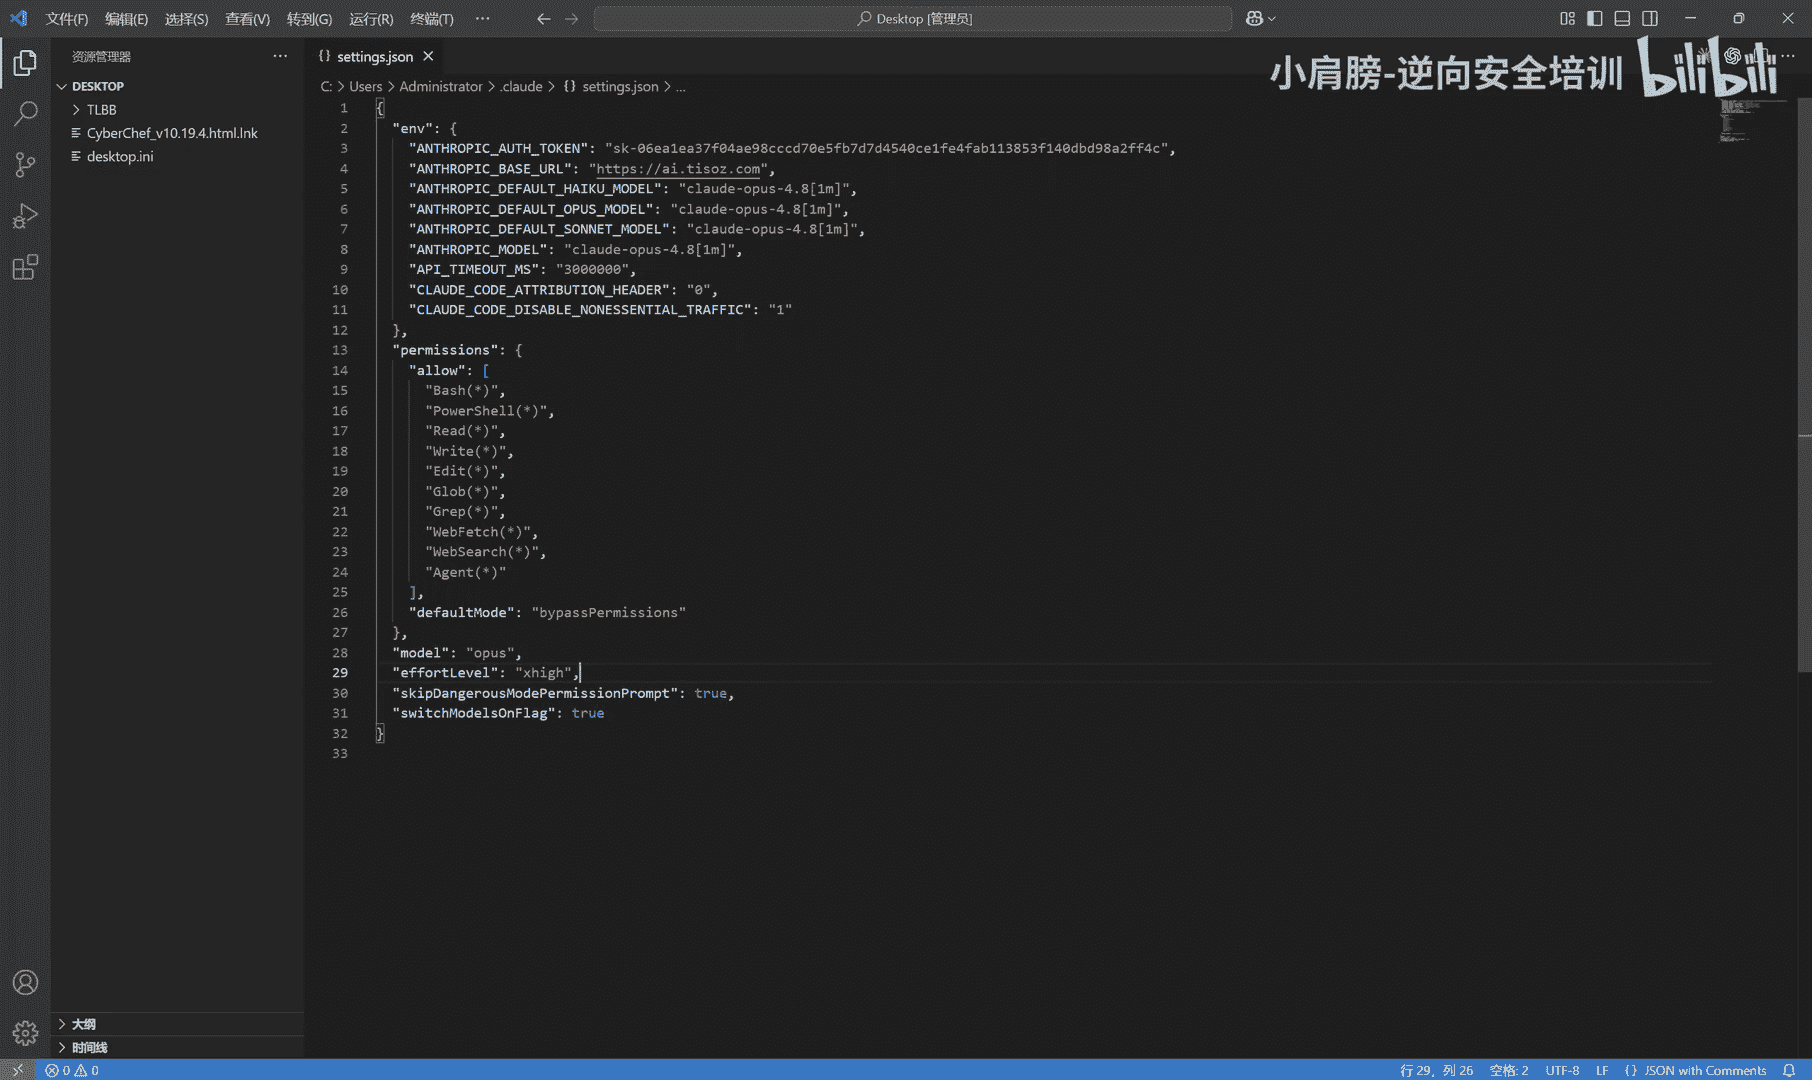 文件(F) 编辑(E) 选择(S) 查看(V) 转到(G) 运行(R) 终端(T) ··· Desktop [管理员]
资源管理器 ···
settings.json
小肩膀-逆向安全培训 bilibili
DESKTOP
TLBB
CyberChef_v10.19.4.html.lnk
desktop.ini
C: > Users > Administrator > .claude > {} settings.json > ...
1 {
2 "env": {
3 "ANTHROPIC_AUTH_TOKEN": "sk-06ea1ea37f04ae98cccd70e5fb7d7d4540ce1fe4fab113853f140dbd98a2ff4c",
4 "ANTHROPIC_BASE_URL": "https://ai.tisoz.com",
5 "ANTHROPIC_DEFAULT_HAIKU_MODEL": "claude-opus-4.8[1m]",
6 "ANTHROPIC_DEFAULT_OPUS_MODEL": "claude-opus-4.8[1m]",
7 "ANTHROPIC_DEFAULT_SONNET_MODEL": "claude-opus-4.8[1m]",
8 "ANTHROPIC_MODEL": "claude-opus-4.8[1m]",
9 "API_TIMEOUT_MS": "3000000",
10 "CLAUDE_CODE_ATTRIBUTION_HEADER": "0",
11 "CLAUDE_CODE_DISABLE_NONESSENTIAL_TRAFFIC": "1"
12 },
13 "permissions": {
14 "allow": [
15 "Bash(*)",
16 "PowerShell(*)",
17 "Read(*)",
18 "Write(*)",
19 "Edit(*)",
20 "Glob(*)",
21 "Grep(*)",
22 "WebFetch(*)",
23 "WebSearch(*)",
24 "Agent(*)"
25 ],
26 "defaultMode": "bypassPermissions"
27 },
28 "model": "opus",
29 "effortLevel": "xhigh",
30 "skipDangerousModePermissionPrompt": true,
31 "switchModelsOnFlag": true
32 }
33
大纲
时间线
0 0 行 29，列 26 空格: 2 UTF-8 LF {} JSON with Comments